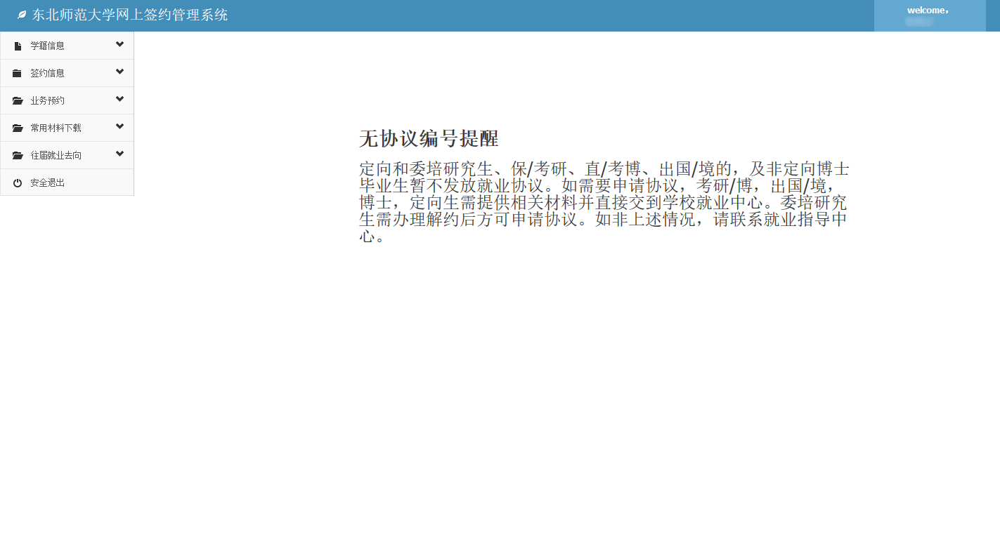 东北师范大学网上签约管理系统
welcome，
学籍信息
签约信息
业务预约
常用材料下载
往届就业去向
安全退出
无协议编号提醒
定向和委培研究生、保/考研、直/考博、出国/境的，及非定向博士
毕业生暂不发放就业协议。如需要申请协议，考研/博，出国/境，
博士，定向生需提供相关材料并直接交到学校就业中心。委培研究
生需办理解约后方可申请协议。如非上述情况，请联系就业指导中
心。